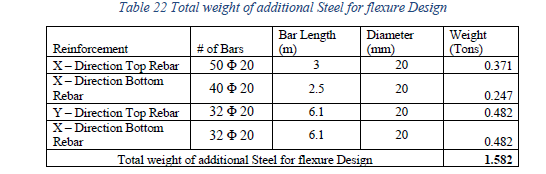 Table 22 Total weight of additional Steel for flexure Design
Reinforcement # of Bars Bar Length (m) Diameter (mm) Weight (Tons)
X – Direction Top Rebar 50 Φ 20 3 20 0.371
X – Direction Bottom Rebar 40 Φ 20 2.5 20 0.247
Y – Direction Top Rebar 32 Φ 20 6.1 20 0.482
X – Direction Bottom Rebar 32 Φ 20 6.1 20 0.482
Total weight of additional Steel for flexure Design 1.582